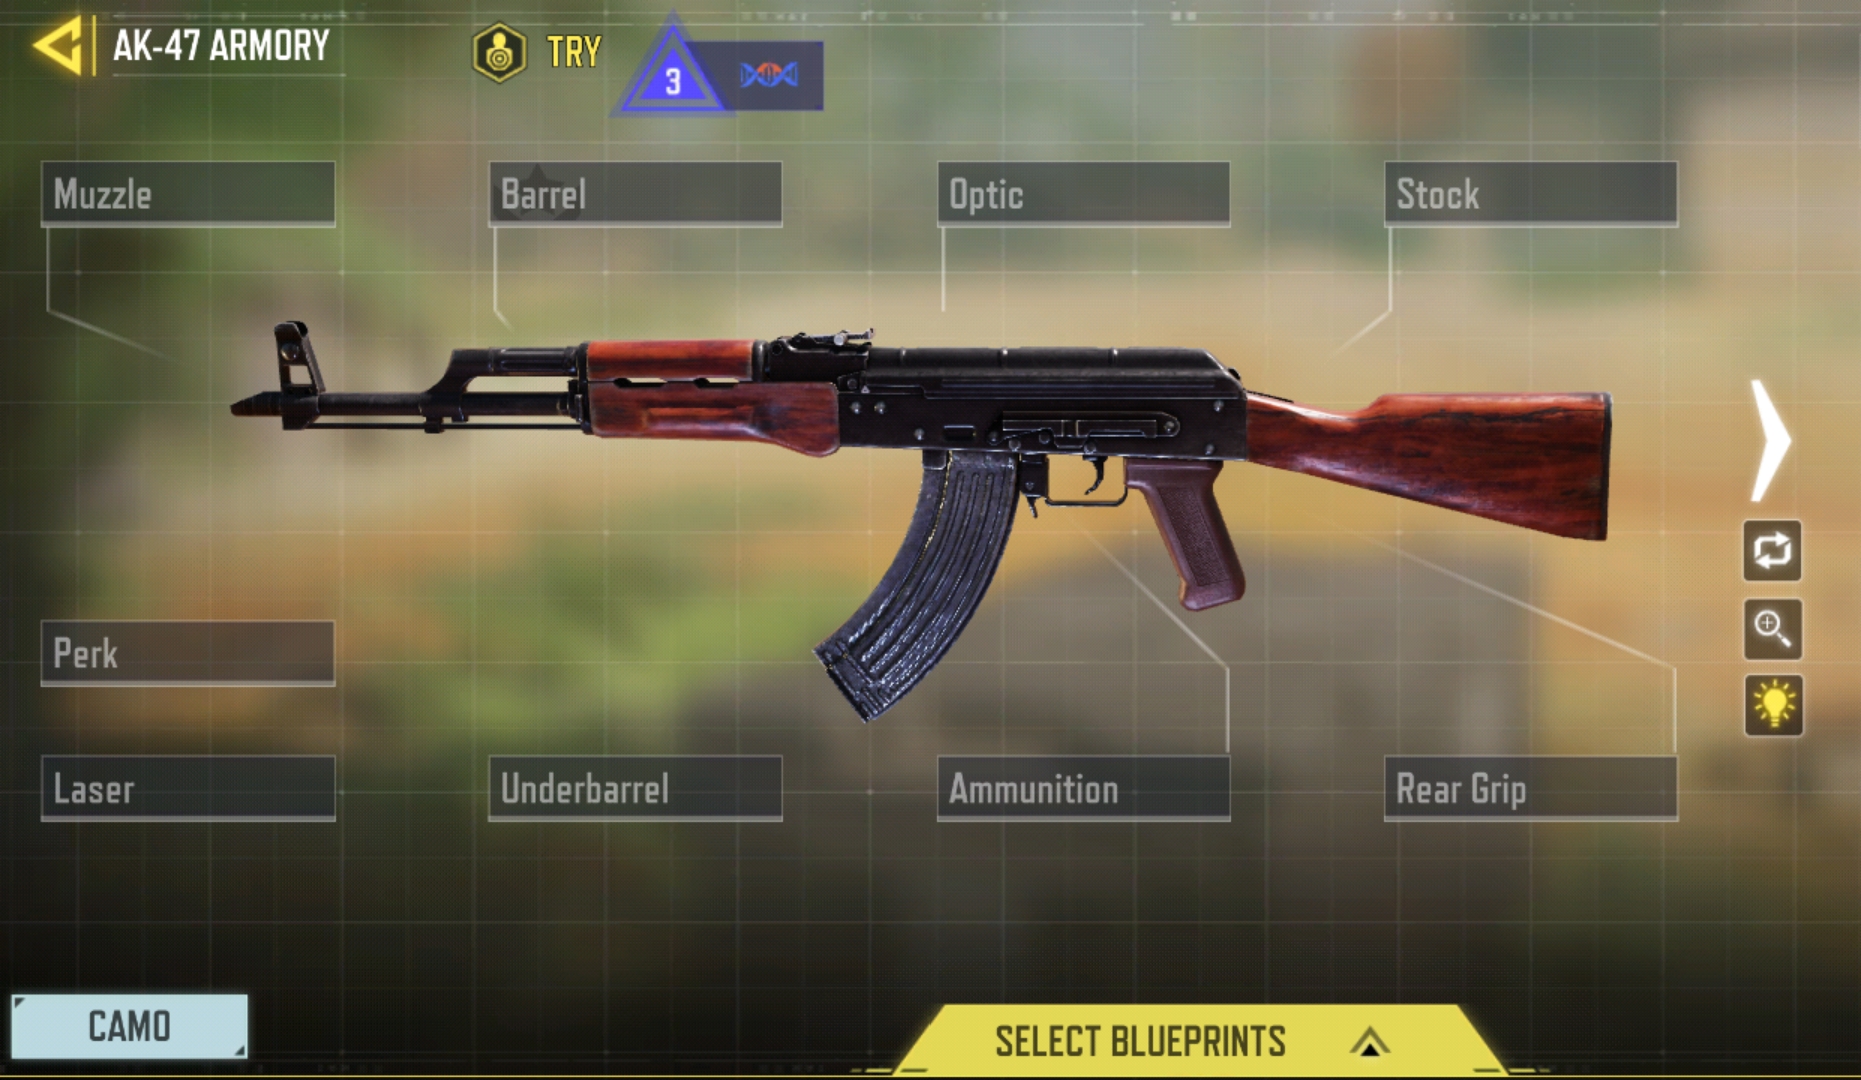 AK-47 ARMORY
TRY
3
Muzzle
Barrel
Optic
Stock
Perk
Laser
Underbarrel
Ammunition
Rear Grip
CAMO
SELECT BLUEPRINTS